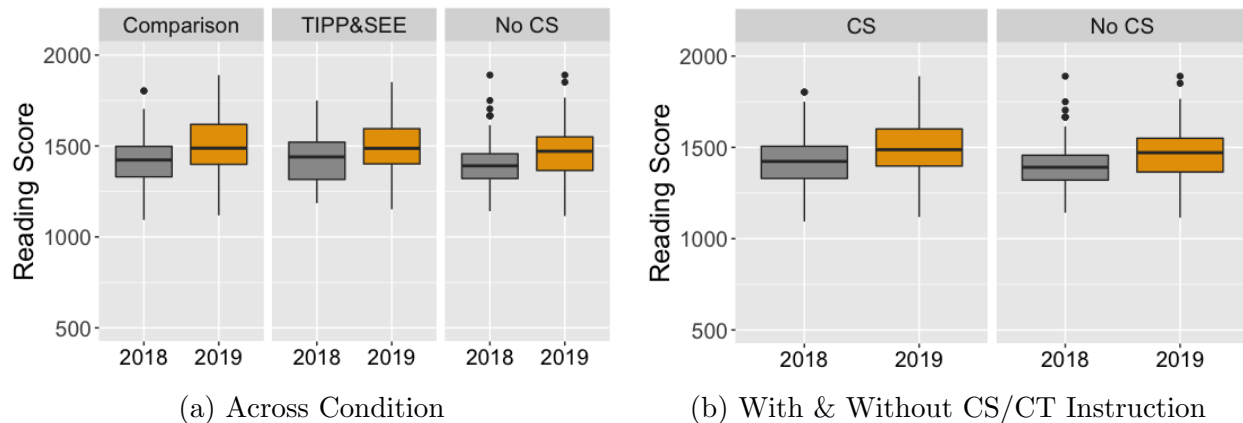 Comparison TIPP&SEE No CS
2000
1500
1000
500
Reading Score
2018 2019 2018 2019 2018 2019
(a) Across Condition
CS No CS
2000
1500
1000
500
Reading Score
2018 2019 2018 2019
(b) With & Without CS/CT Instruction